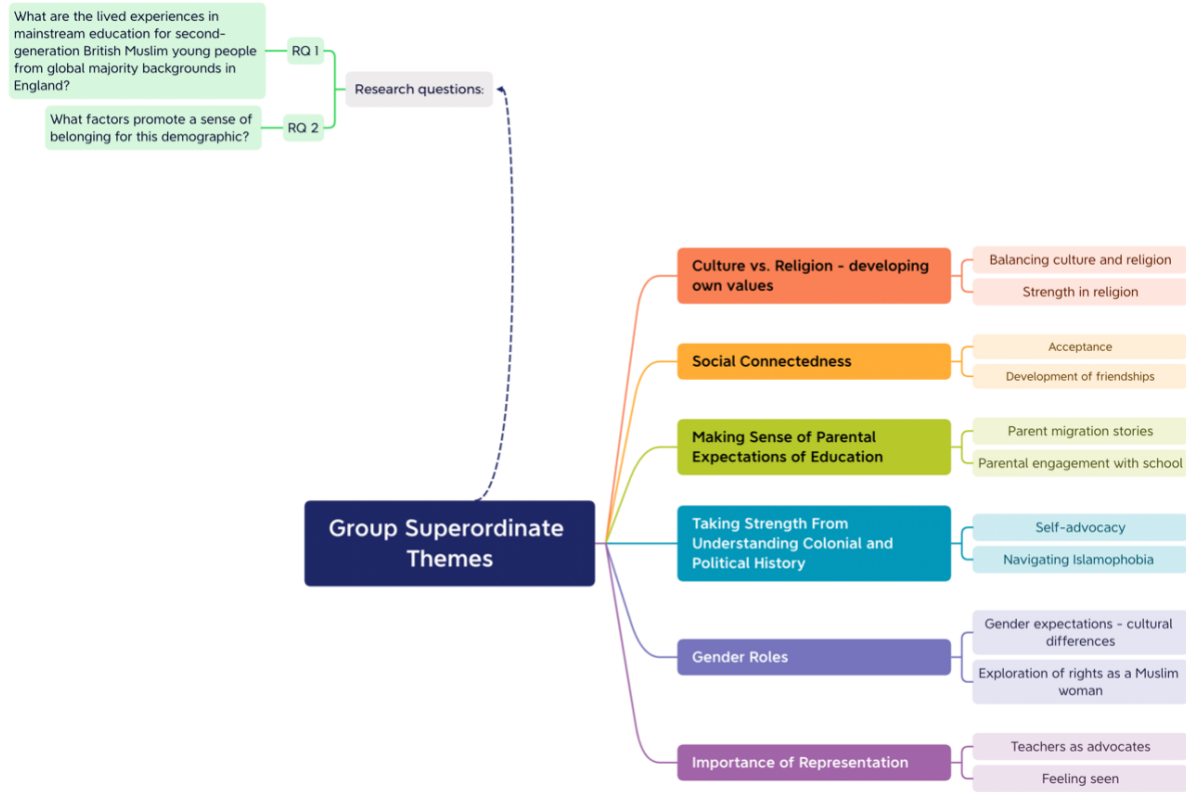 What are the lived experiences in
mainstream education for second-
generation British Muslim young people
from global majority backgrounds in
England?
RQ 1
Research questions:
What factors promote a sense of
belonging for this demographic?
RQ 2
Group Superordinate
Themes
Culture vs. Religion - developing
own values
Balancing culture and religion
Strength in religion
Social Connectedness
Acceptance
Development of friendships
Making Sense of Parental
Expectations of Education
Parent migration stories
Parental engagement with school
Taking Strength From
Understanding Colonial and
Political History
Self-advocacy
Navigating Islamophobia
Gender Roles
Gender expectations - cultural
differences
Exploration of rights as a Muslim
woman
Importance of Representation
Teachers as advocates
Feeling seen